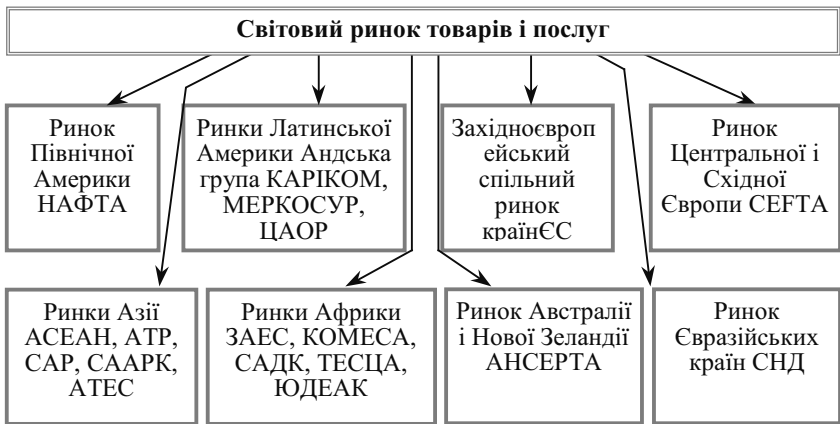 Світовий ринок товарів і послуг
Ринок
Північної
Америки
НАФТА
Ринки Латинської
Америки Андська
група КАРІКОМ,
МЕРКОСУР,
ЦАОР
Західноєвроп
ейський
спільний
ринок
країнЄС
Ринок
Центральної і
Східної
Європи CEFTA
Ринки Азії
АСЕАН, АТР,
САР, СААРК,
АТЕС
Ринки Африки
ЗАЕС, КОМЕСА,
САДК, ТЕСЦА,
ЮДЕАК
Ринок Австралії
і Нової Зеландії
АНСЕРТА
Ринок
Євразійських
країн СНД